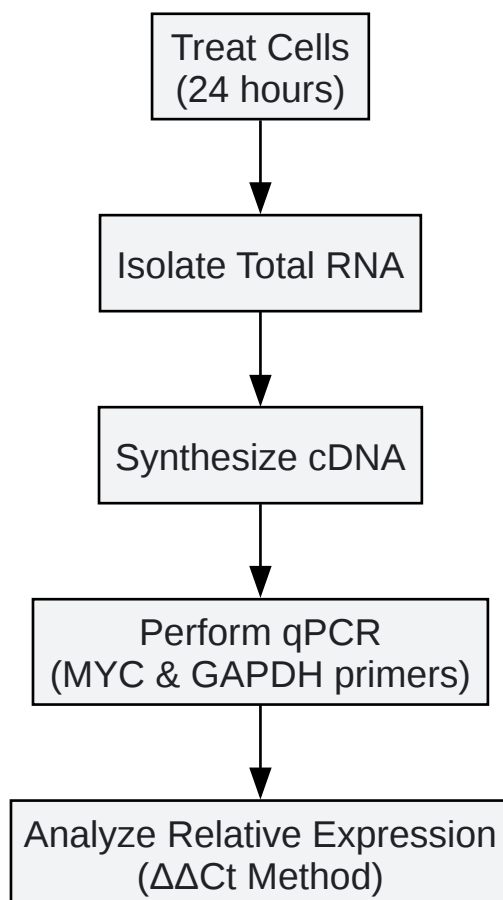 Treat Cells
(24 hours)
Isolate Total RNA
Synthesize cDNA
Perform qPCR
(MYC & GAPDH primers)
Analyze Relative Expression
(ΔΔCt Method)